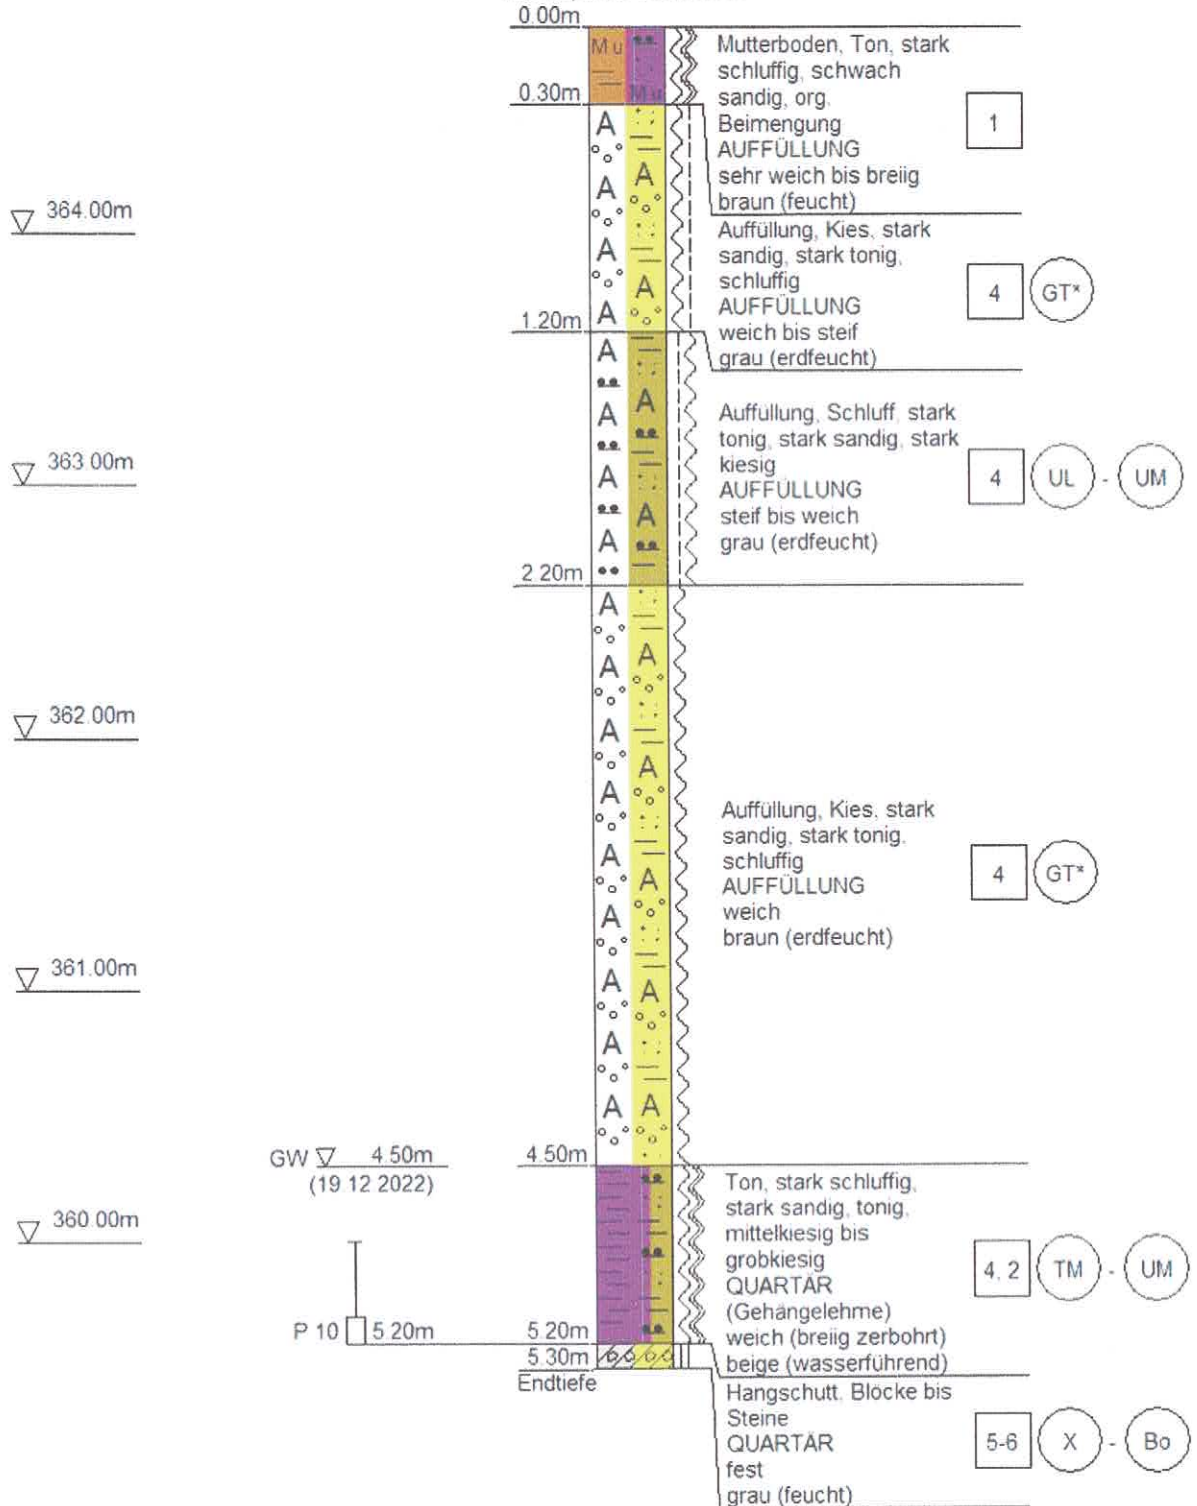 0.00m
Mu
Mu
0.30m
Mutterboden, Ton, stark
schluffig, schwach
sandig, org.
Beimengung
AUFFÜLLUNG
sehr weich bis breiig
braun (feucht)
1
364.00m
A
A
A
A
A
A
1.20m
Auffüllung, Kies, stark
sandig, stark tonig,
schluffig
AUFFÜLLUNG
weich bis steif
grau (erdfeucht)
4 GT*
363.00m
A
A
A
A
A
A
2.20m
Auffüllung, Schluff, stark
tonig, stark sandig, stark
kiesig
AUFFÜLLUNG
steif bis weich
grau (erdfeucht)
4 UL - UM
362.00m
361.00m
A
A
A
A
A
A
A
A
A
A
A
A
A
A
Auffüllung, Kies, stark
sandig, stark tonig,
schluffig
AUFFÜLLUNG
weich
braun (erdfeucht)
4 GT*
GW 4.50m
(19.12.2022)
4.50m
360.00m
P 10 5.20m
5.20m
Ton, stark schluffig,
stark sandig, tonig,
mittelkiesig bis
grobkiesig
QUARTÄR
(Gehängelehme)
weich (breiig zerbohrt)
beige (wasserführend)
4, 2 TM - UM
5.30m
Endtiefe
Hangschutt, Blöcke bis
Steine
QUARTÄR
fest
grau (feucht)
5-6 X - Bo